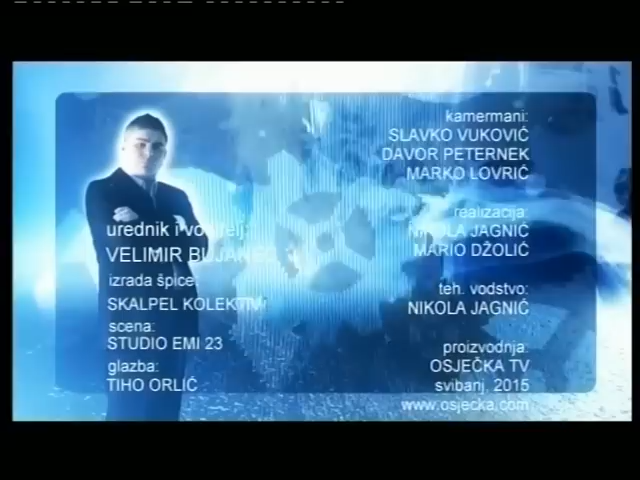 urednik i voditelj:
VELIMIR BUJANEC
izrada špice:
SKALPEL KOLEKTIV
scena:
STUDIO EMI 23
glazba:
TIHO ORLIĆ
kamermani:
SLAVKO VUKOVIĆ
DAVOR PETERNEK
MARKO LOVRIĆ
realizacija:
NIKOLA JAGNIĆ
MARIO DŽOLIĆ
teh. vodstvo:
NIKOLA JAGNIĆ
proizvodnja:
OSJEČKA TV
svibanj, 2015
www.osjecka.com